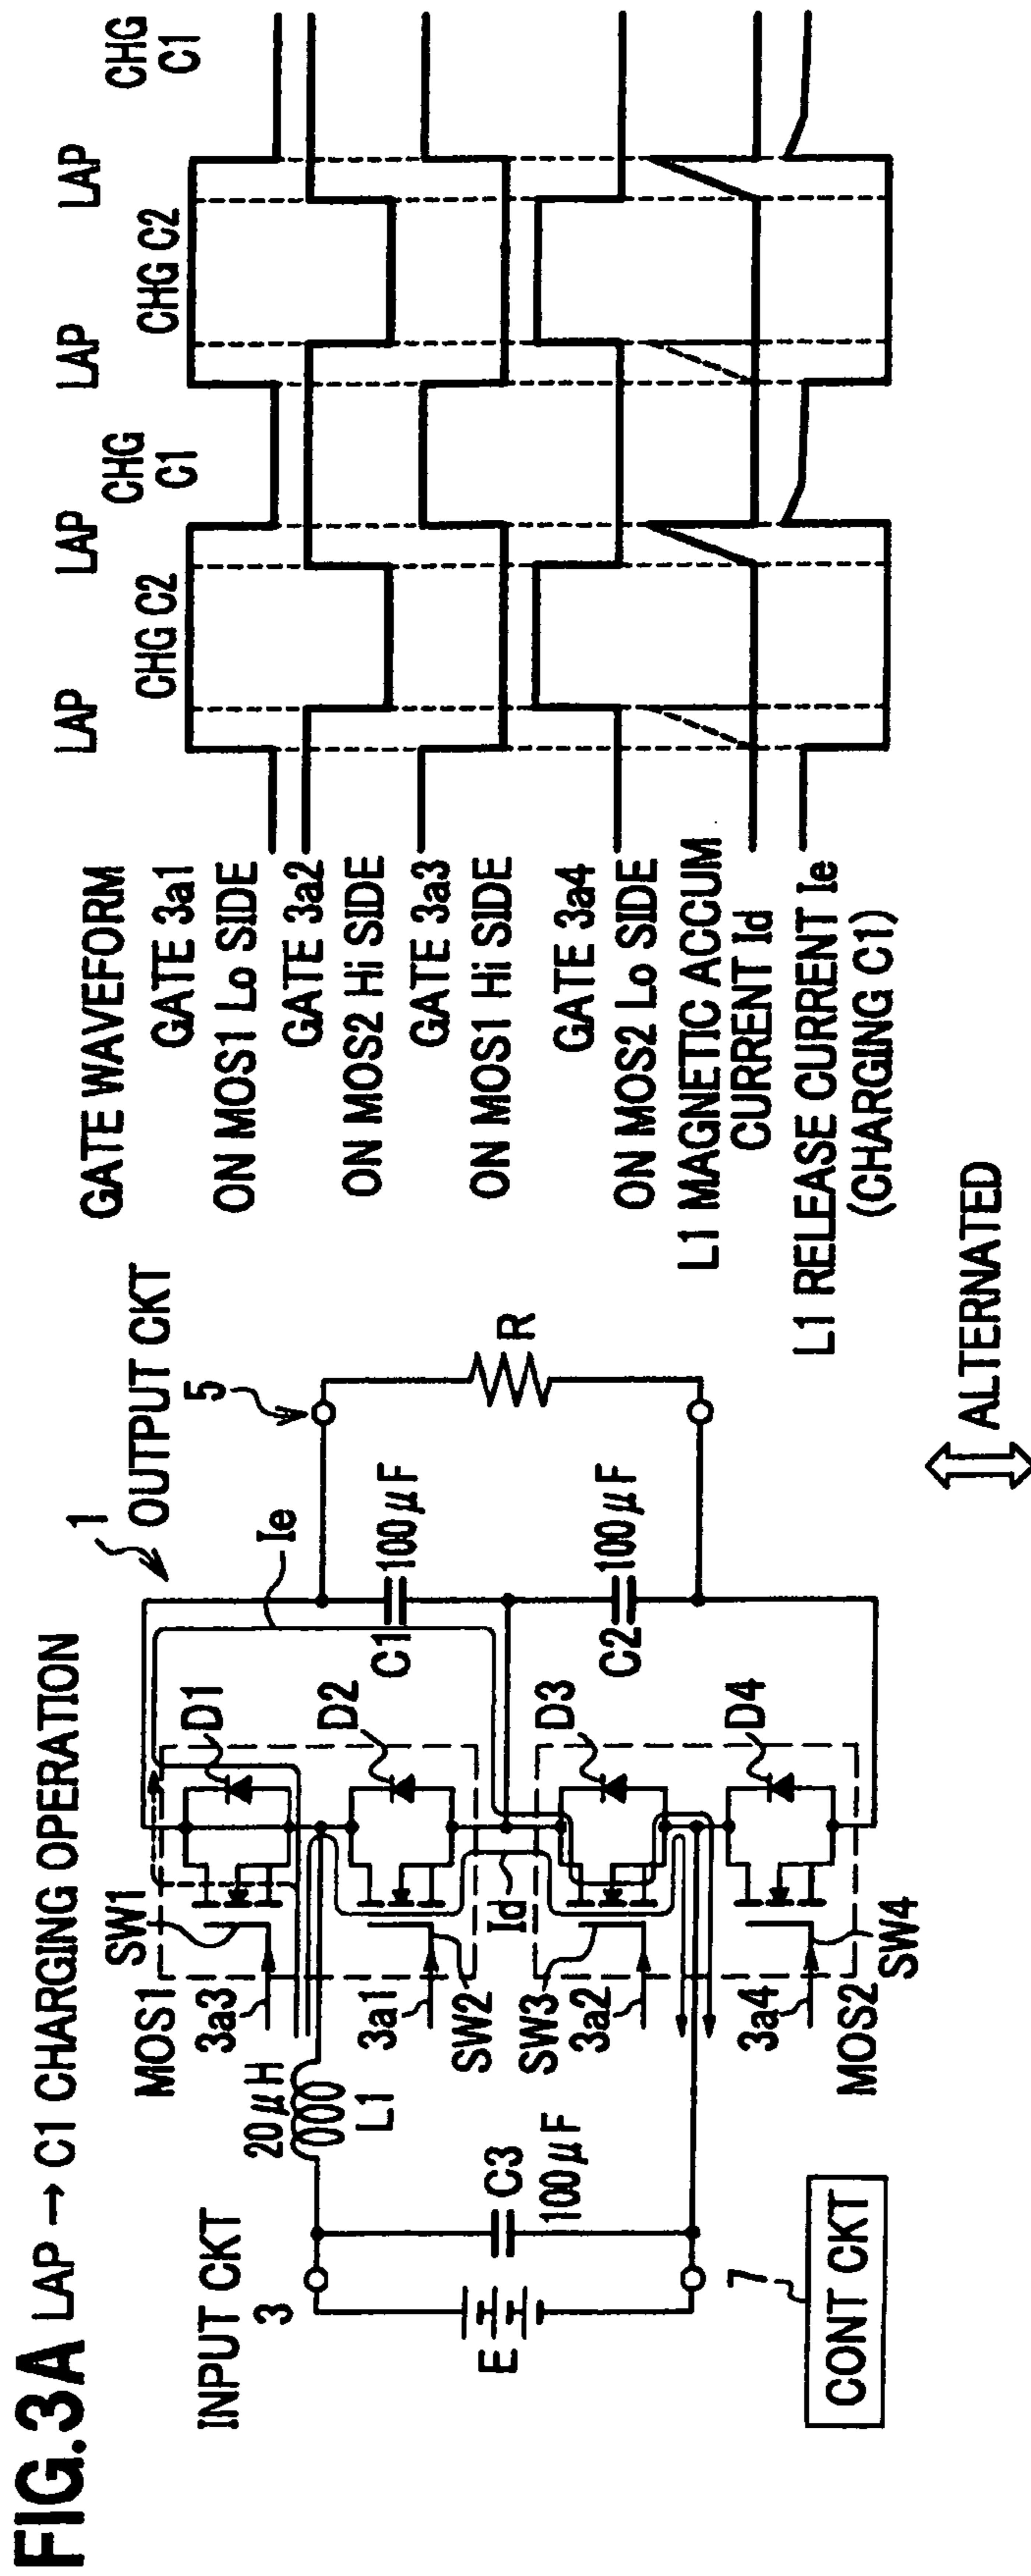 FIG.3A LAP → C1 CHARGING OPERATION
1
OUTPUT CKT
5
INPUT CKT
3
E
C3
100μF
20μH
L1
MOS1
SW1
3a3
3a1
SW2
SW3
3a2
3a4
MOS2
SW4
D1
D2
D3
D4
Id
Ie
C1
100μF
C2
100μF
R
7
CONT CKT
ALTERNATED
GATE WAVEFORM
GATE 3a1
ON MOS1 Lo SIDE
GATE 3a2
ON MOS2 Hi SIDE
GATE 3a3
ON MOS1 Hi SIDE
GATE 3a4
ON MOS2 Lo SIDE
L1 MAGNETIC ACCUM
CURRENT Id
L1 RELEASE CURRENT Ie
(CHARGING C1)
LAP
CHG C2
LAP
CHG
C1
LAP
CHG C2
LAP
CHG
C1